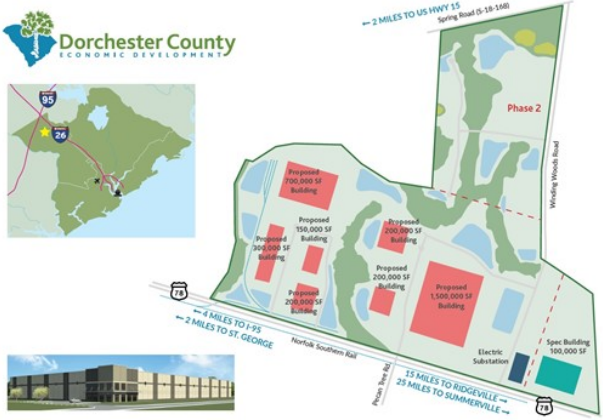 Dorchester County
ECONOMIC DEVELOPMENT
← 2 MILES TO US HWY 15
Spring Road (S-18-168)
95
26
Phase 2
Winding Woods Road
Proposed
700,000 SF
Building
Proposed
150,000 SF
Building
Proposed
200,000 SF
Building
Proposed
300,000 SF
Building
Proposed
200,000 SF
Building
Proposed
200,000 SF
Building
Proposed
1,500,000 SF
Building
78
← 4 MILES TO I-95
← 2 MILES TO ST. GEORGE
Norfolk Southern Rail
Pecan Tree Rd.
Electric
Substation
Spec Building
100,000 SF
15 MILES TO RIDGEVILLE →
25 MILES TO SUMMERVILLE →
78